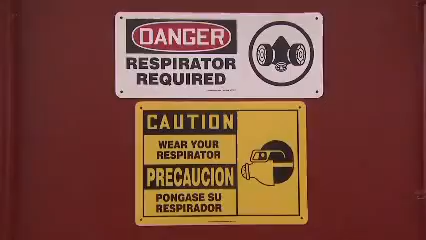 DANGER
RESPIRATOR
REQUIRED
CAUTION
WEAR YOUR
RESPIRATOR
PRECAUCION
PONGASE SU
RESPIRADOR